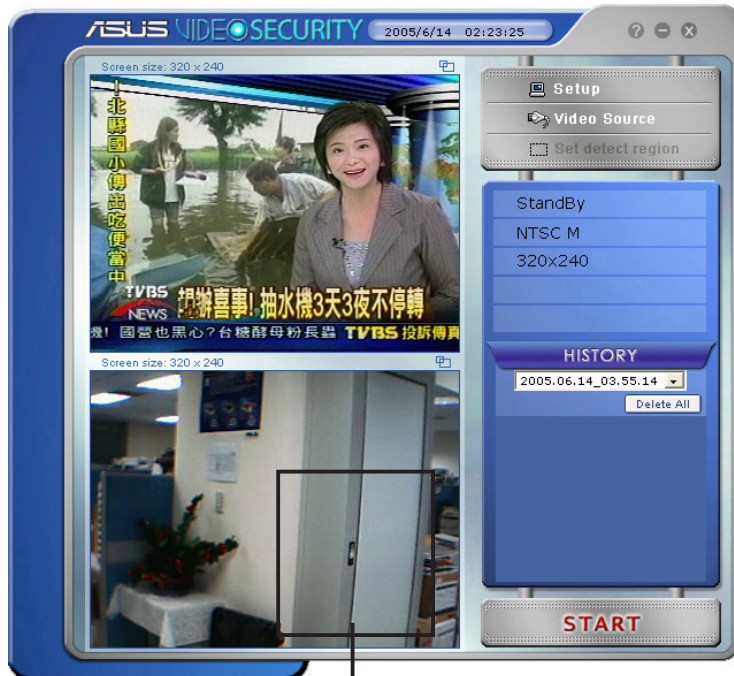 ASUS VIDEOSECURITY 2005/6/14 02:23:25
Screen size: 320 x 240
!北縣國小傳出吃便當中
TVBS NEWS
想辦喜事!抽水機3天3夜不停轉
機! 國營也黑心?台糖酵母粉長蟲 TVBS 投訴傳真
Screen size: 320 x 240
Setup
Video Source
Set detect region
StandBy
NTSC M
320x240
HISTORY
2005.06.14_03.55.14
Delete All
START